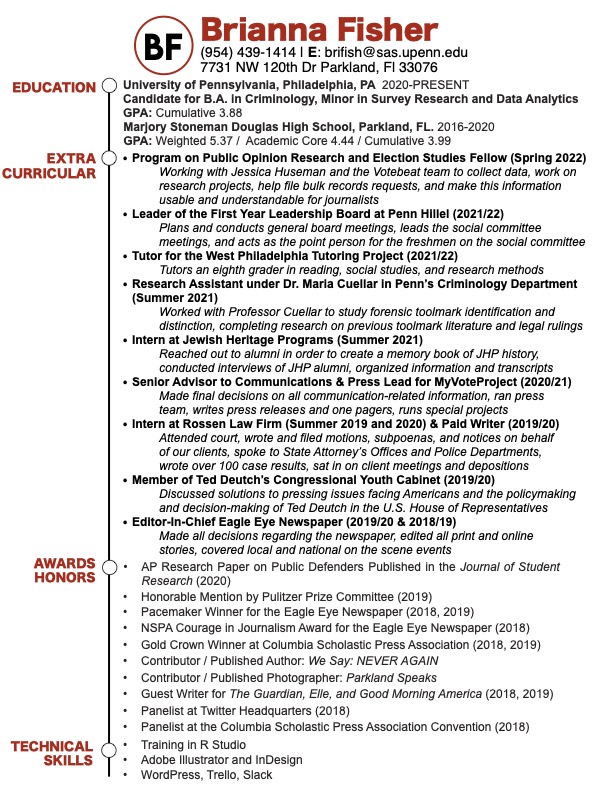 BF
Brianna Fisher
(954) 439-1414 | E: brifish@sas.upenn.edu
7731 NW 120th Dr Parkland, Fl 33076
EDUCATION
University of Pennsylvania, Philadelphia, PA 2020-PRESENT
Candidate for B.A. in Criminology, Minor in Survey Research and Data Analytics
GPA: Cumulative 3.88
Marjory Stoneman Douglas High School, Parkland, FL. 2016-2020
GPA: Weighted 5.37 / Academic Core 4.44 / Cumulative 3.99
EXTRA
CURRICULAR
• Program on Public Opinion Research and Election Studies Fellow (Spring 2022)
Working with Jessica Huseman and the Votebeat team to collect data, work on
research projects, help file bulk records requests, and make this information
usable and understandable for journalists
• Leader of the First Year Leadership Board at Penn Hillel (2021/22)
Plans and conducts general board meetings, leads the social committee
meetings, and acts as the point person for the freshmen on the social committee
• Tutor for the West Philadelphia Tutoring Project (2021/22)
Tutors an eighth grader in reading, social studies, and research methods
• Research Assistant under Dr. Maria Cuellar in Penn's Criminology Department
(Summer 2021)
Worked with Professor Cuellar to study forensic toolmark identification and
distinction, completing research on previous toolmark literature and legal rulings
• Intern at Jewish Heritage Programs (Summer 2021)
Reached out to alumni in order to create a memory book of JHP history,
conducted interviews of JHP alumni, organized information and transcripts
• Senior Advisor to Communications & Press Lead for MyVoteProject (2020/21)
Made final decisions on all communication-related information, ran press
team, writes press releases and one pagers, runs special projects
• Intern at Rossen Law Firm (Summer 2019 and 2020) & Paid Writer (2019/20)
Attended court, wrote and filed motions, subpoenas, and notices on behalf
of our clients, spoke to State Attorney's Offices and Police Departments,
wrote over 100 case results, sat in on client meetings and depositions
• Member of Ted Deutch's Congressional Youth Cabinet (2019/20)
Discussed solutions to pressing issues facing Americans and the policymaking
and decision-making of Ted Deutch in the U.S. House of Representatives
• Editor-In-Chief Eagle Eye Newspaper (2019/20 & 2018/19)
Made all decisions regarding the newspaper, edited all print and online
stories, covered local and national on the scene events
AWARDS
HONORS
• AP Research Paper on Public Defenders Published in the Journal of Student
Research (2020)
• Honorable Mention by Pulitzer Prize Committee (2019)
• Pacemaker Winner for the Eagle Eye Newspaper (2018, 2019)
• NSPA Courage in Journalism Award for the Eagle Eye Newspaper (2018)
• Gold Crown Winner at Columbia Scholastic Press Association (2018, 2019)
• Contributor / Published Author: We Say: NEVER AGAIN
• Contributor / Published Photographer: Parkland Speaks
• Guest Writer for The Guardian, Elle, and Good Morning America (2018, 2019)
• Panelist at Twitter Headquarters (2018)
• Panelist at the Columbia Scholastic Press Association Convention (2018)
TECHNICAL
SKILLS
• Training in R Studio
• Adobe Illustrator and InDesign
• WordPress, Trello, Slack